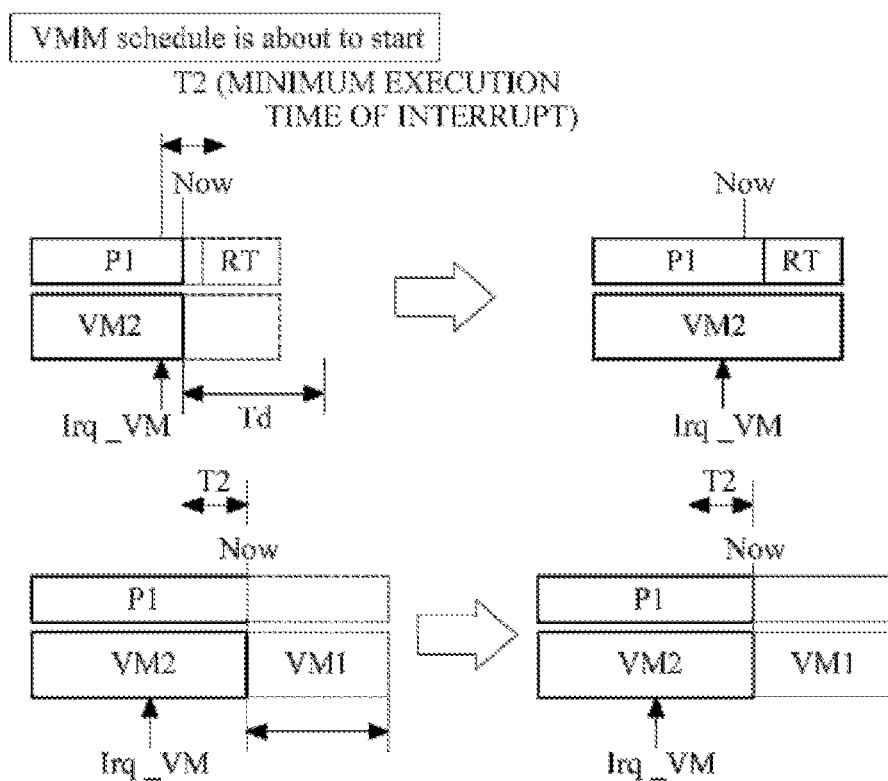 VMM schedule is about to start
T2 (MINIMUM EXECUTION
TIME OF INTERRUPT)
Now
P1
RT
VM2
Irq _VM
Td
Now
P1
RT
VM2
Irq _VM
T2
Now
P1
VM2
VM1
Irq _VM
T2
Now
P1
VM2
VM1
Irq _VM